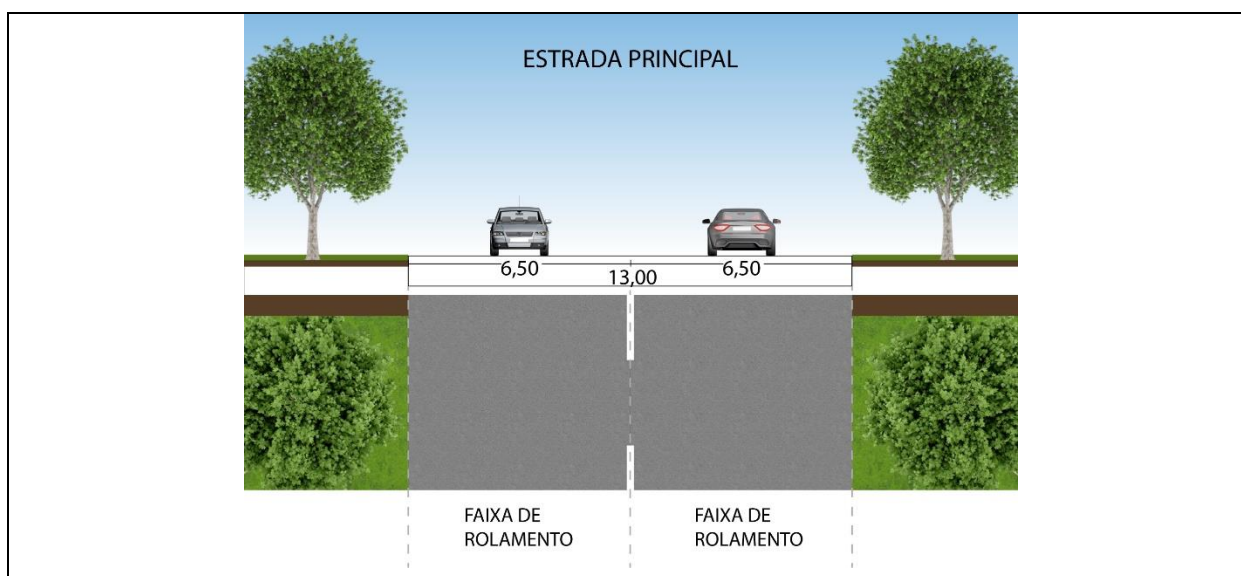 ESTRADA PRINCIPAL
6,50
13,00
6,50
FAIXA DE
ROLAMENTO
FAIXA DE
ROLAMENTO